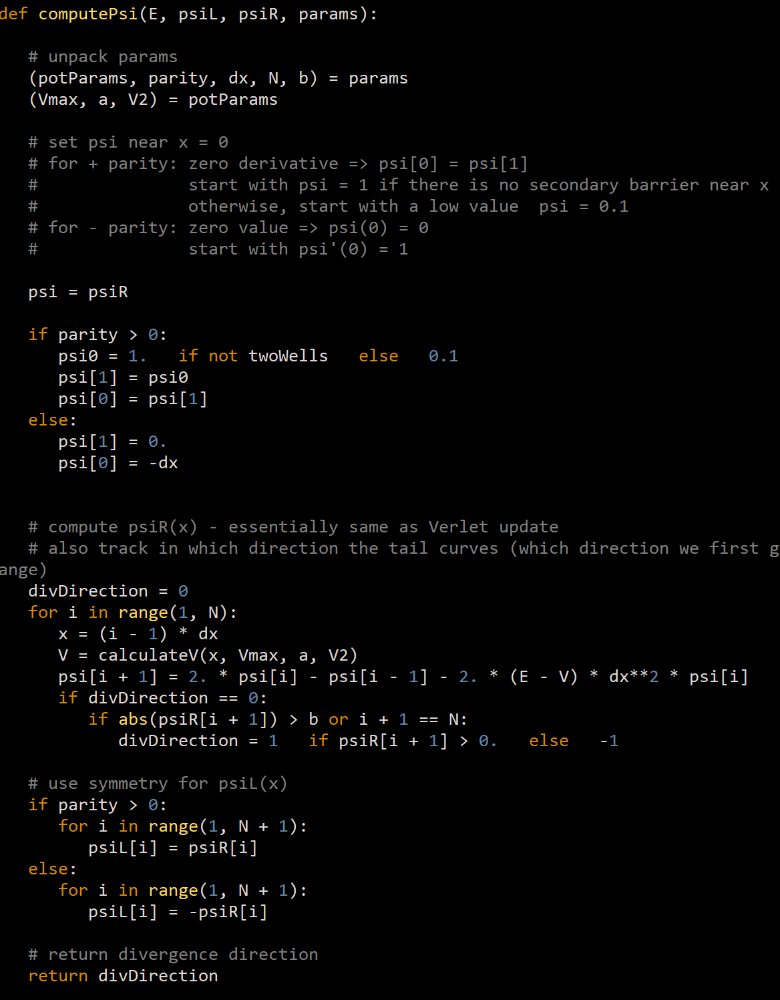 def computePsi(E, psiL, psiR, params):
# unpack params
(potParams, parity, dx, N, b) = params
(Vmax, a, V2) = potParams
# set psi near x = 0
# for + parity: zero derivative => psi[0] = psi[1]
# start with psi = 1 if there is no secondary barrier near x
# otherwise, start with a low value psi = 0.1
# for - parity: zero value => psi(0) = 0
# start with psi'(0) = 1
psi = psiR
if parity > 0:
psi0 = 1. if not twoWells else 0.1
psi[1] = psi0
psi[0] = psi[1]
else:
psi[1] = 0.
psi[0] = -dx
# compute psiR(x) - essentially same as Verlet update
# also track in which direction the tail curves (which direction we first g
ange)
divDirection = 0
for i in range(1, N):
x = (i - 1) * dx
V = calculateV(x, Vmax, a, V2)
psi[i + 1] = 2. * psi[i] - psi[i - 1] - 2. * (E - V) * dx**2 * psi[i]
if divDirection == 0:
if abs(psiR[i + 1]) > b or i + 1 == N:
divDirection = 1 if psiR[i + 1] > 0. else -1
# use symmetry for psiL(x)
if parity > 0:
for i in range(1, N + 1):
psiL[i] = psiR[i]
else:
for i in range(1, N + 1):
psiL[i] = -psiR[i]
# return divergence direction
return divDirection